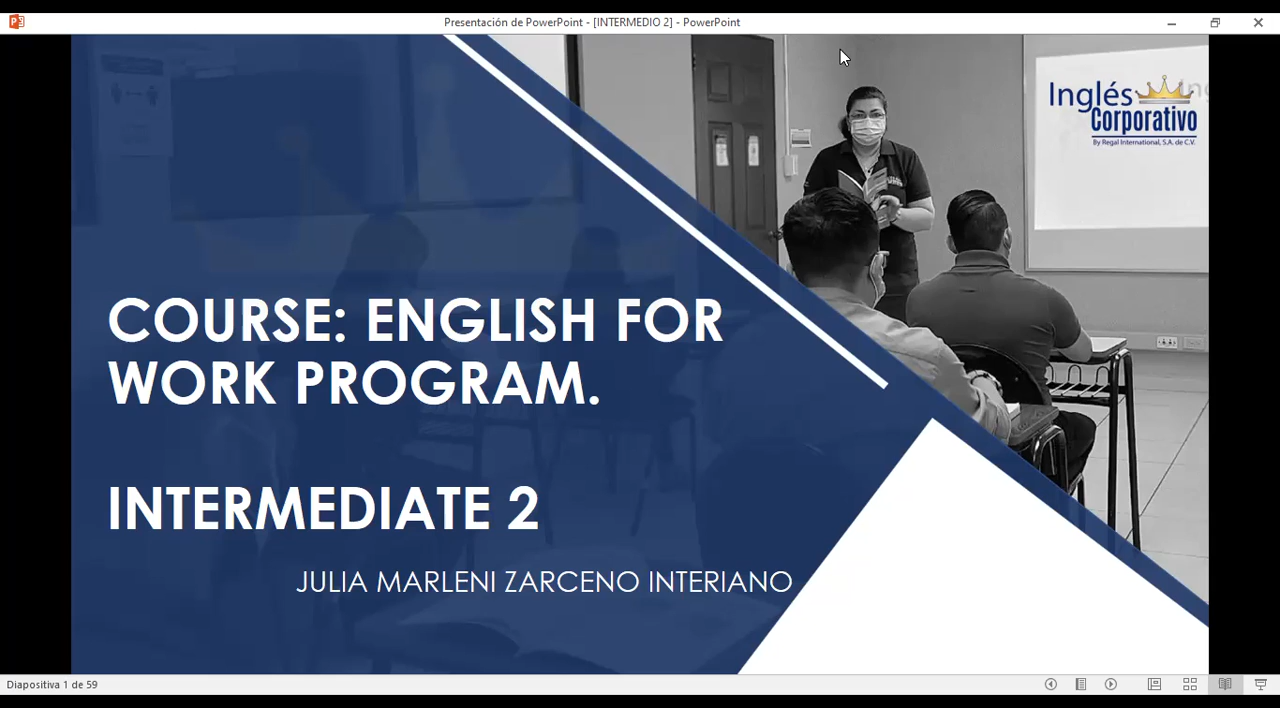 Presentación de PowerPoint - [INTERMEDIO 2] - PowerPoint
Inglés
Corporativo
By Regal International, S.A. de C.V.
COURSE: ENGLISH FOR
WORK PROGRAM.
INTERMEDIATE 2
JULIA MARLENI ZARCENO INTERIANO
Diapositiva 1 de 59